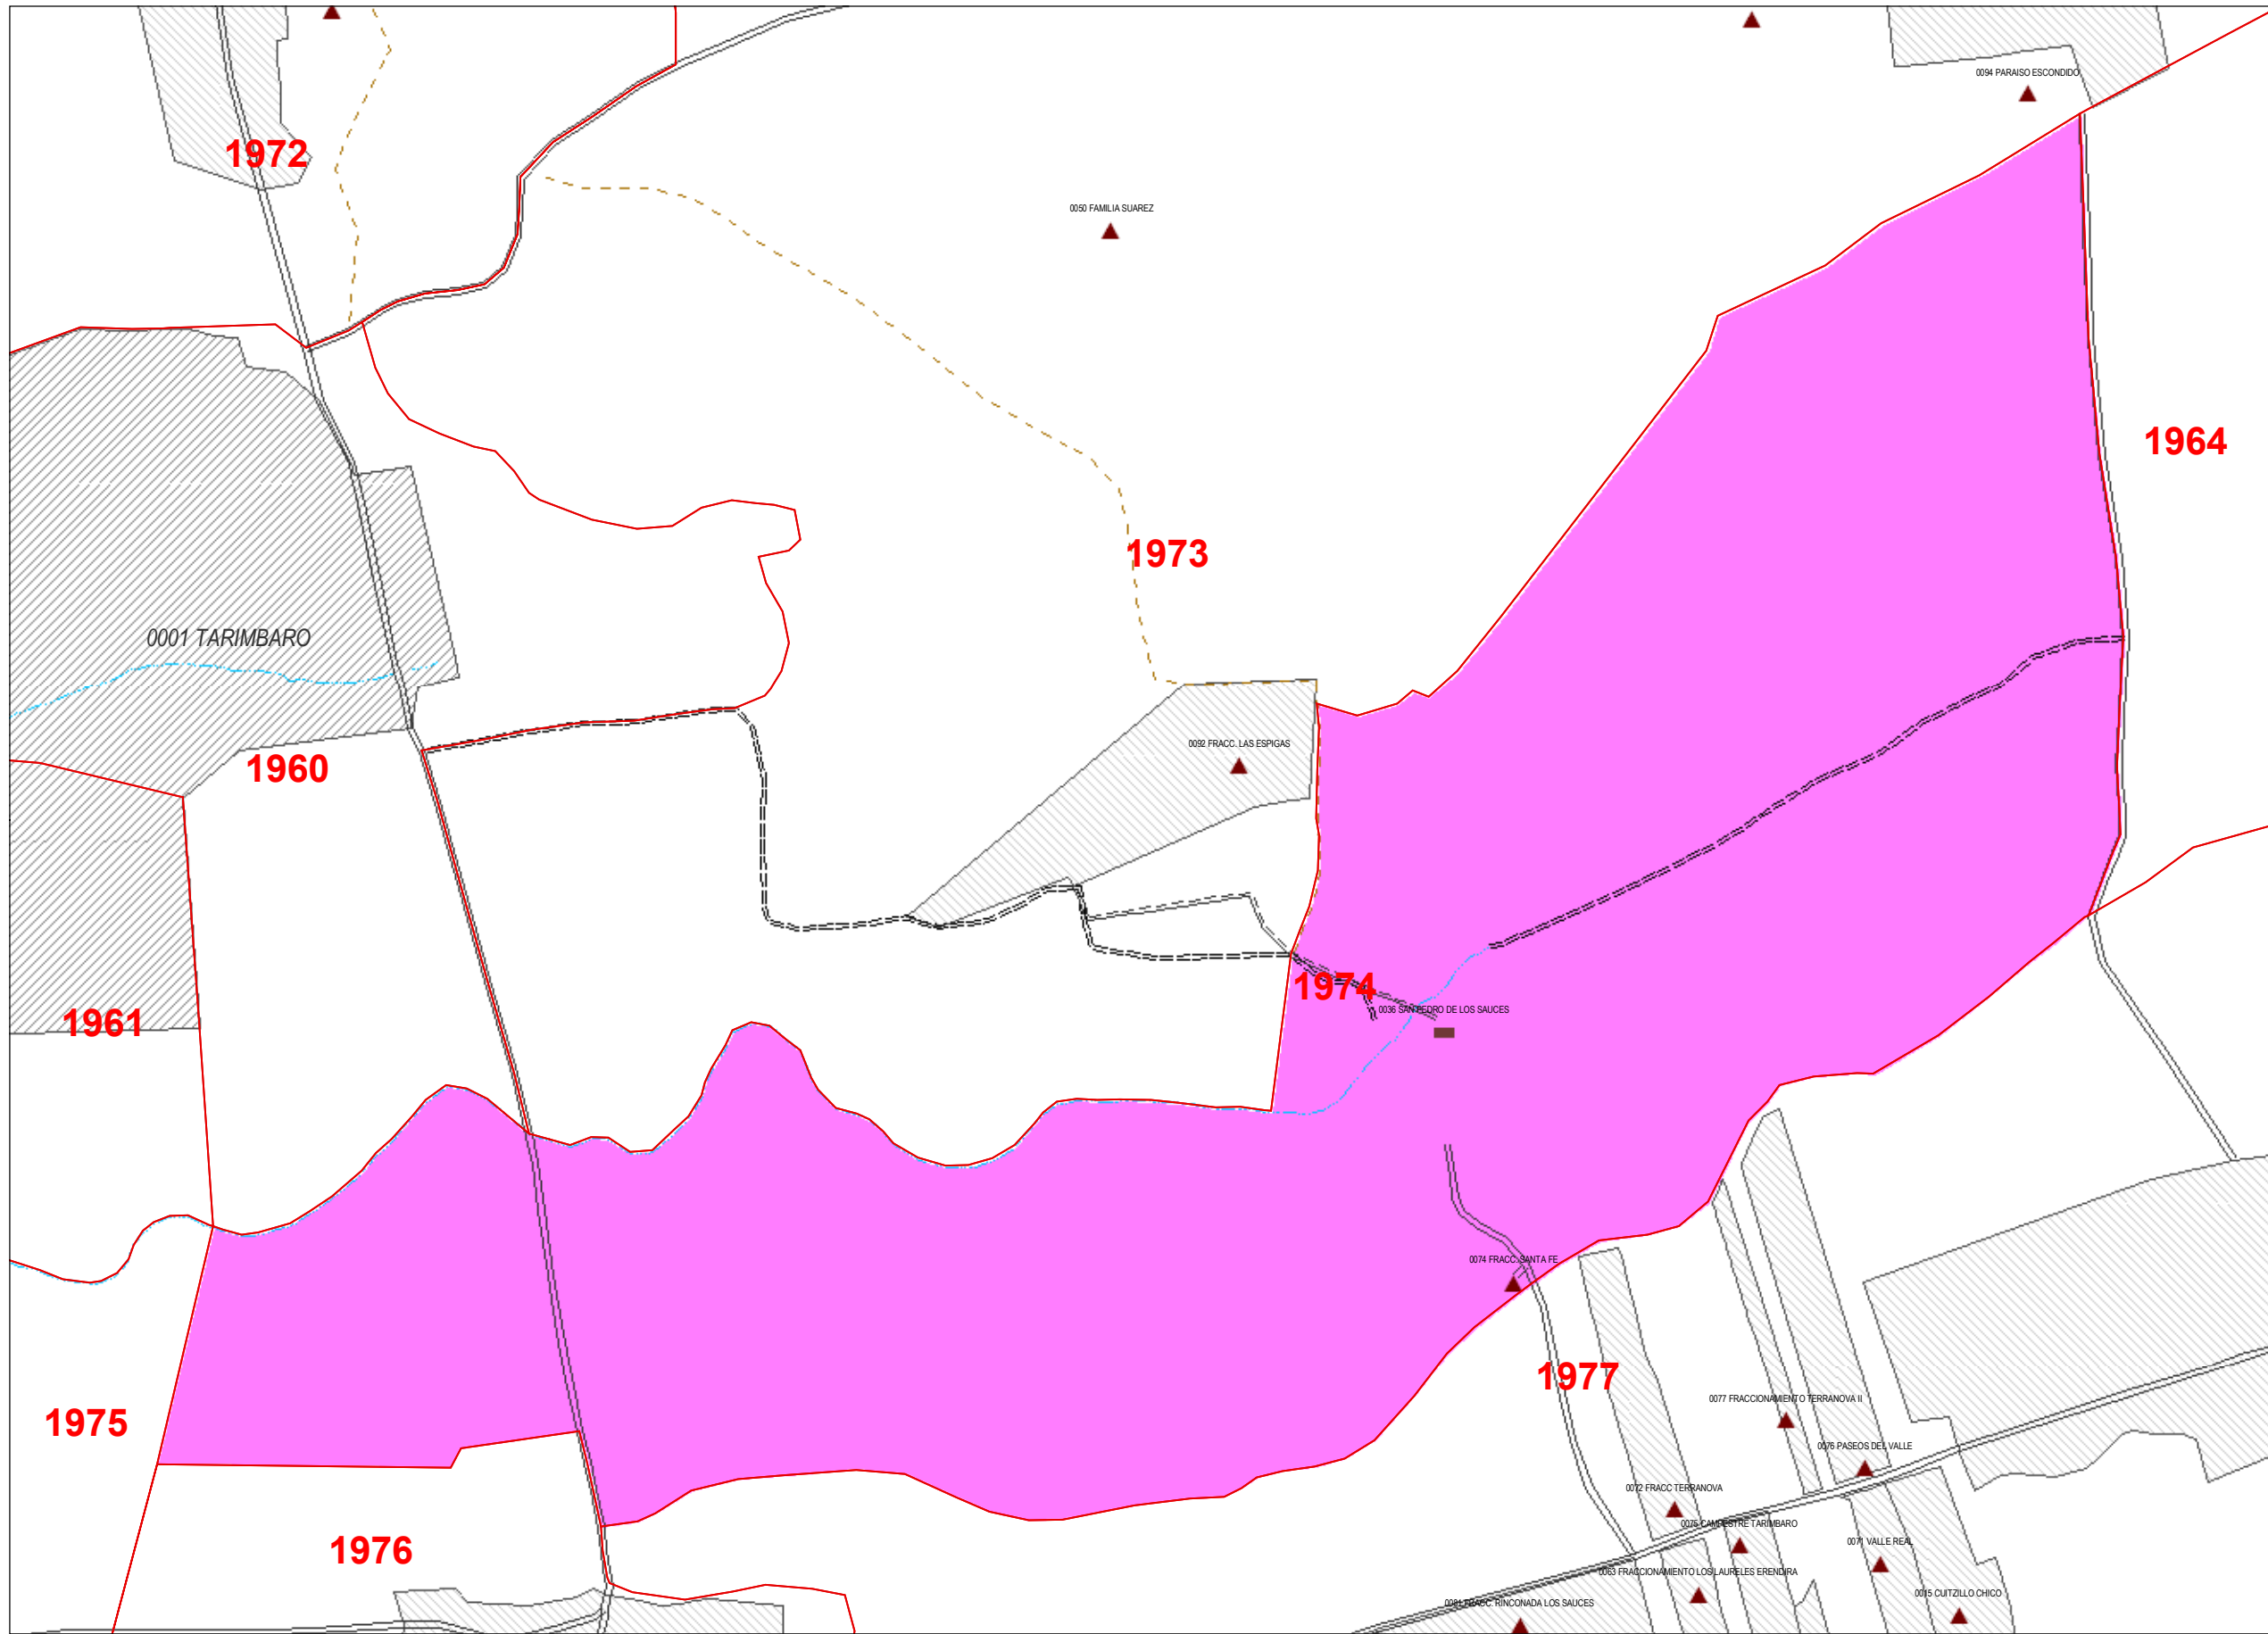 0094 PARAISO ESCONDIDO
1972
0050 FAMILIA SUAREZ
1964
1973
0001 TARIMBARO
0092 FRACC. LAS ESPIGAS
1960
1974
0036 SAN PEDRO DE LOS SAUCES
1961
0074 FRACC. SANTA FE
1977
0077 FRACCIONAMIENTO TERRANOVA II
1975
0076 PASEOS DEL VALLE
0072 FRACC TERRANOVA
0075 CAMPESTRE TARIMBARO
1976
0071 VALLE REAL
0063 FRACCIONAMIENTO LOS LAURELES ERENDIRA
0015 CUITZILLO CHICO
0081 FRACC. RINCONADA LOS SAUCES